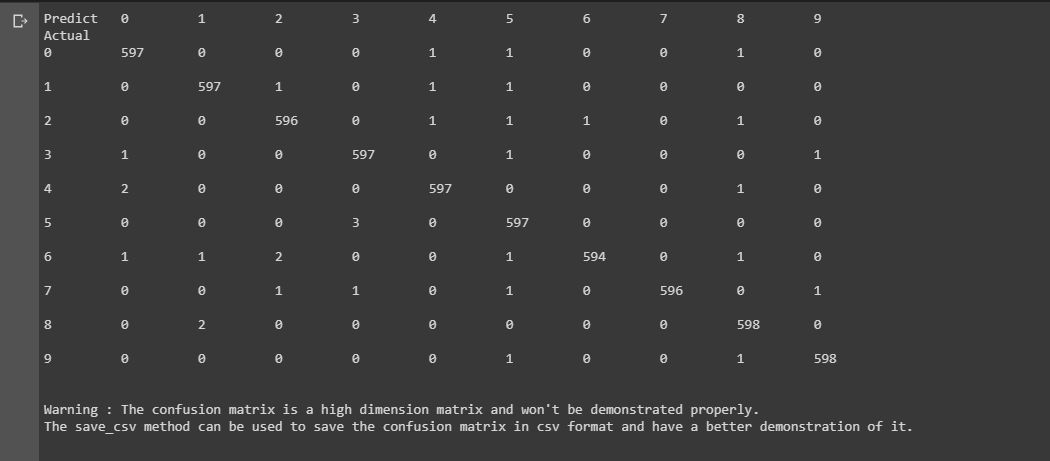 Predict 0 1 2 3 4 5 6 7 8 9
Actual
0 597 0 0 0 1 1 0 0 1 0
1 0 597 1 0 1 1 0 0 0 0
2 0 0 596 0 1 1 1 0 1 0
3 1 0 0 597 0 1 0 0 0 1
4 2 0 0 0 597 0 0 0 1 0
5 0 0 0 3 0 597 0 0 0 0
6 1 1 2 0 0 1 594 0 1 0
7 0 0 1 1 0 1 0 596 0 1
8 0 2 0 0 0 0 0 0 598 0
9 0 0 0 0 0 1 0 0 1 598
Warning : The confusion matrix is a high dimension matrix and won't be demonstrated properly.
The save_csv method can be used to save the confusion matrix in csv format and have a better demonstration of it.